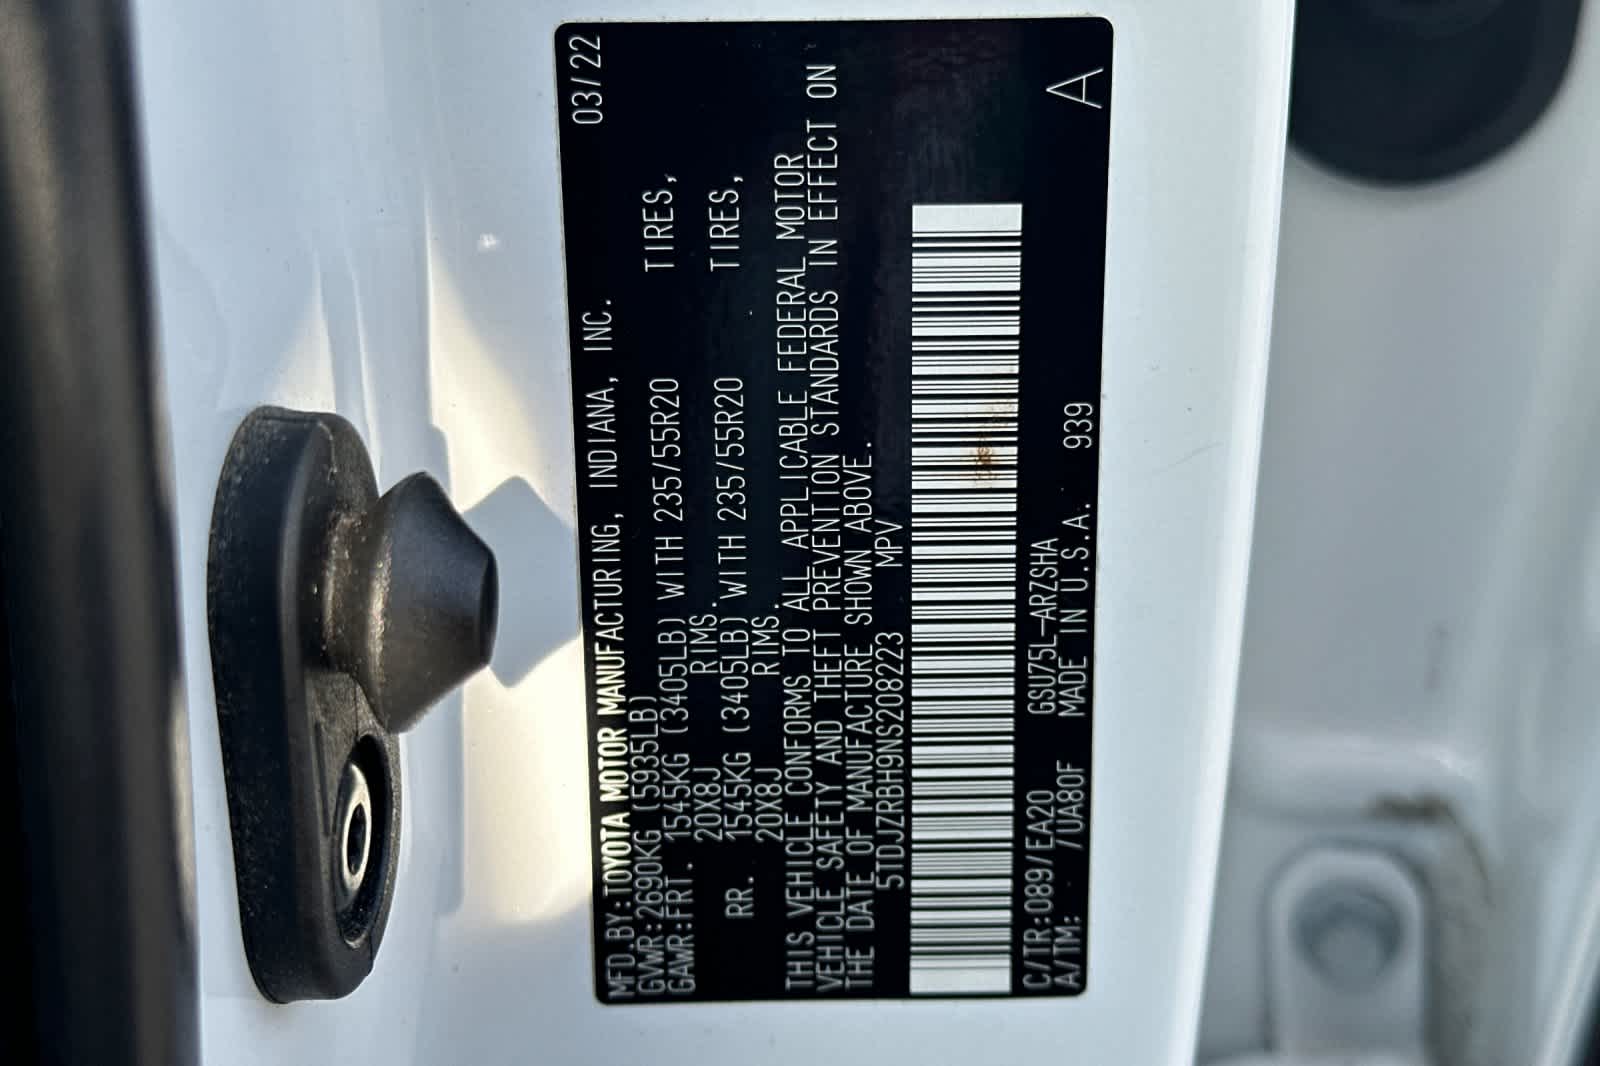 03/22
MFD.BY:TOYOTA MOTOR MANUFACTURING, INDIANA, INC.
GVWR:2690KG (5935LB)
GAWR:FRT. 1545KG (3405LB) WITH 235/55R20 TIRES,
20X8J RIMS.
RR. 1545KG (3405LB) WITH 235/55R20 TIRES,
20X8J RIMS.
THIS VEHICLE CONFORMS TO ALL APPLICABLE FEDERAL MOTOR
VEHICLE SAFETY AND THEFT PREVENTION STANDARDS IN EFFECT ON
THE DATE OF MANUFACTURE SHOWN ABOVE.
5TDJZRBH9NS208223 MPV
C/TR:089/EA20 GSU75L-ARZSHA
A/TM: /UA80F MADE IN U.S.A. 939
A